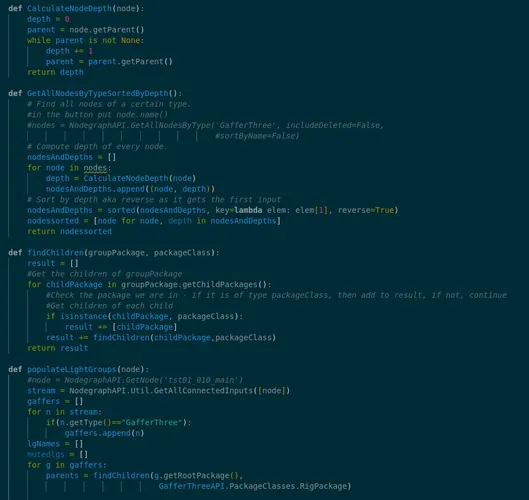 def CalculateNodeDepth(node):
depth = 0
parent = node.getParent()
while parent is not None:
depth += 1
parent = parent.getParent()
return depth
def GetAllNodesByTypeSortedByDepth():
# Find all nodes of a certain type.
#in the button put node.name()
#nodes = NodegraphAPI.GetAllNodesByType('GafferThree', includeDeleted=False,
#sortByName=False)
# Compute depth of every node.
nodesAndDepths = []
for node in nodes:
depth = CalculateNodeDepth(node)
nodesAndDepths.append((node, depth))
# Sort by depth aka reverse as it gets the first input
nodesAndDepths = sorted(nodesAndDepths, key=lambda elem: elem[1], reverse=True)
nodessorted = [node for node, depth in nodesAndDepths]
return nodessorted
def findChildren(groupPackage, packageClass):
result = []
#Get the children of groupPackage
for childPackage in groupPackage.getChildPackages():
#Check the package we are in - if it is of type packageClass, then add to result, if not, continue
#Get children of each child
if isinstance(childPackage, packageClass):
result += [childPackage]
result += findChildren(childPackage,packageClass)
return result
def populateLightGroups():
#node = NodegraphAPI.GetNode('tst01_010_main')
stream = NodegraphAPI.Util.GetAllConnectedInputs([node])
gaffers = []
for n in stream:
if(n.getType()=="GafferThree"):
gaffers.append(n)
lgNames = []
mutedlgs = []
for g in gaffers:
parents = findChildren(g.getRootPackage(),
GafferThreeAPI.PackageClasses.RigPackage)